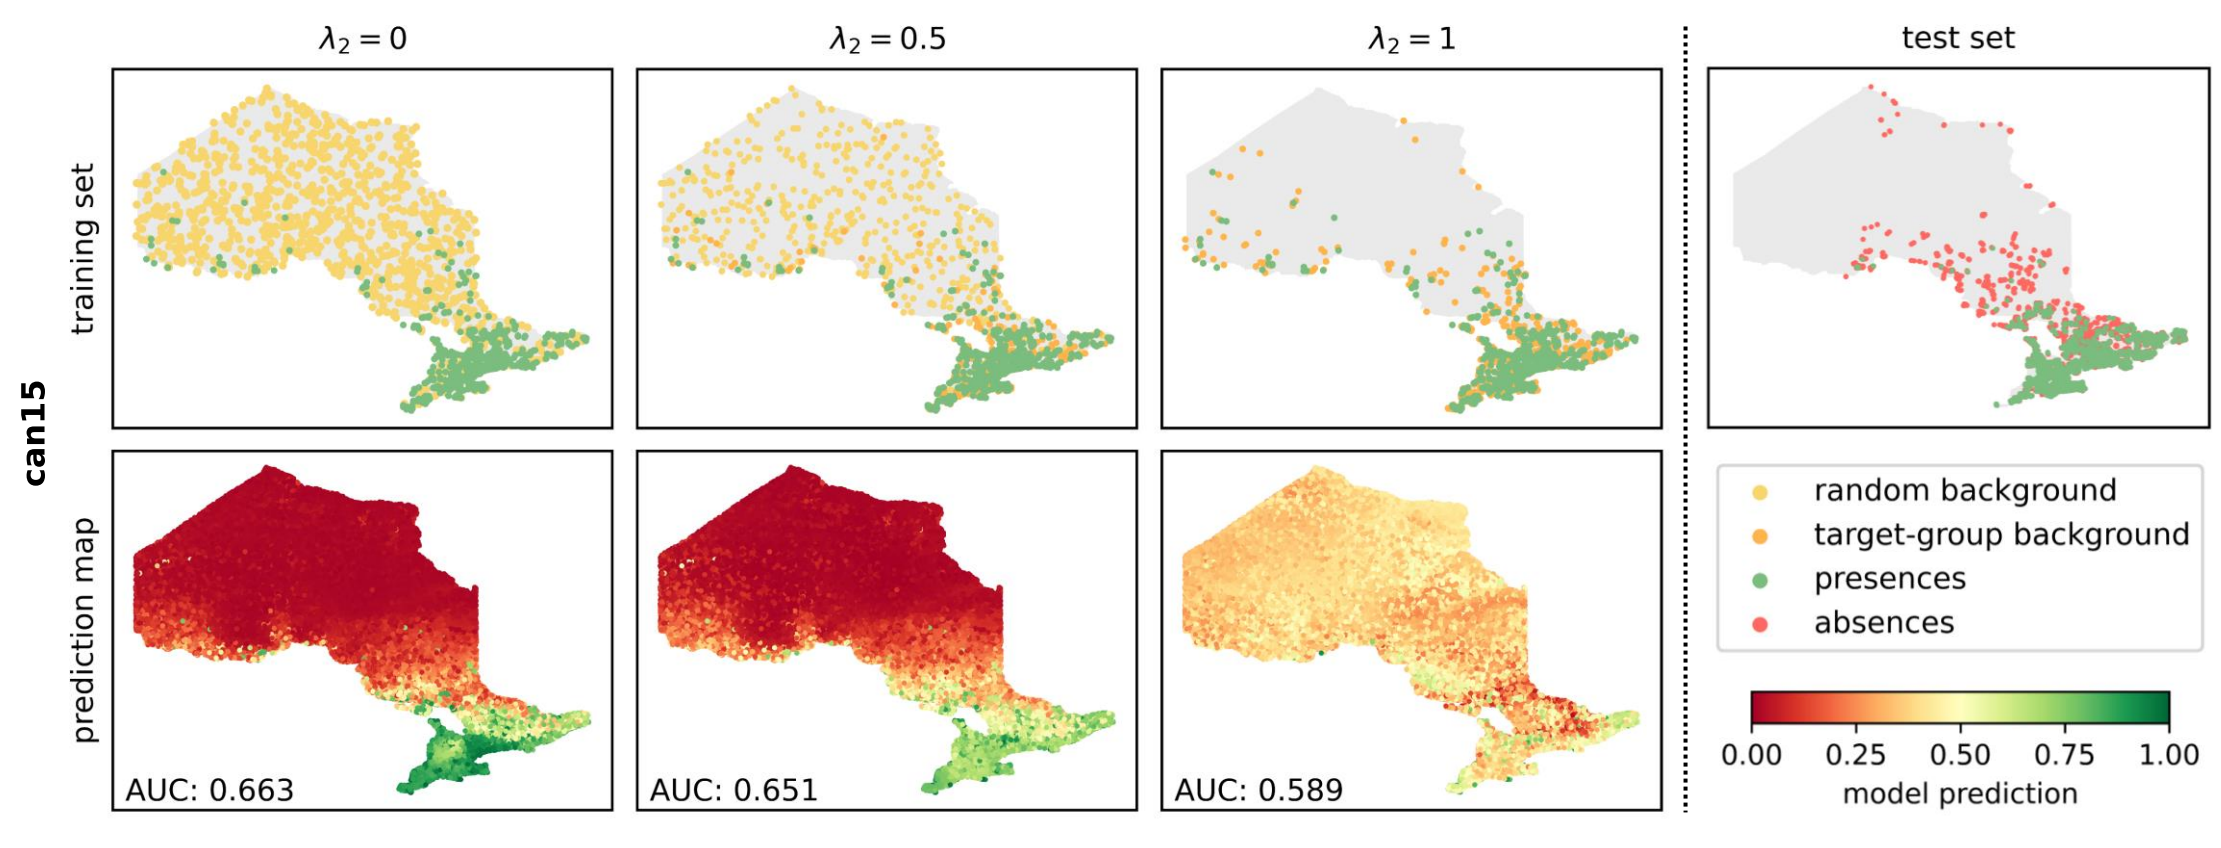 λ₂ = 0
λ₂ = 0.5
λ₂ = 1
test set
training set
can15
prediction map
AUC: 0.663
AUC: 0.651
AUC: 0.589
random background
target-group background
presences
absences
0.00 0.25 0.50 0.75 1.00
model prediction